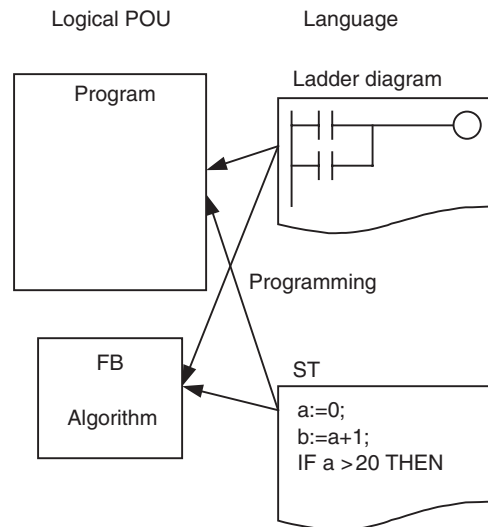 Logical POU
Language
Ladder diagram
Program
Programming
FB
Algorithm
ST
a:=0;
b:=a+1;
IF a >20 THEN